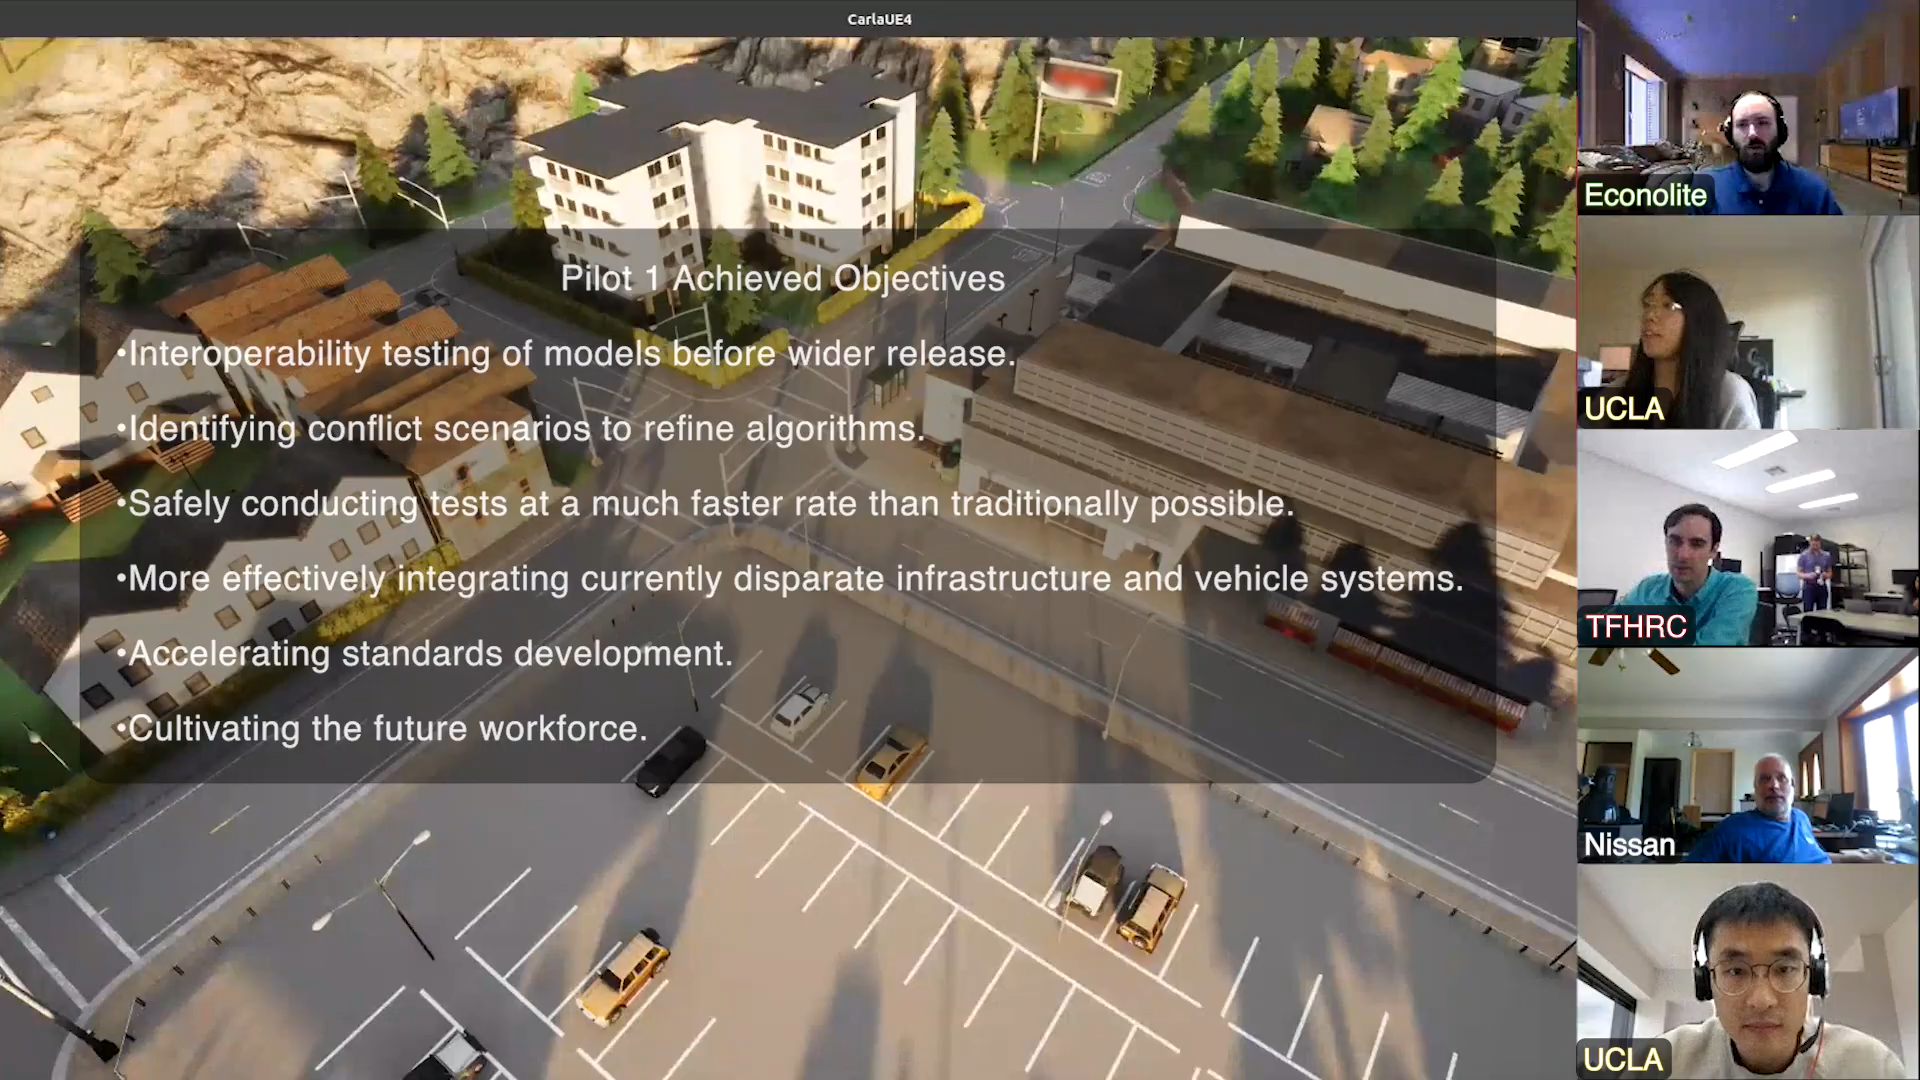 CarlaUE4
Pilot 1 Achieved Objectives
•Interoperability testing of models before wider release.
•Identifying conflict scenarios to refine algorithms.
•Safely conducting tests at a much faster rate than traditionally possible.
•More effectively integrating currently disparate infrastructure and vehicle systems.
•Accelerating standards development.
•Cultivating the future workforce.
Econolite
UCLA
TFHRC
Nissan
UCLA